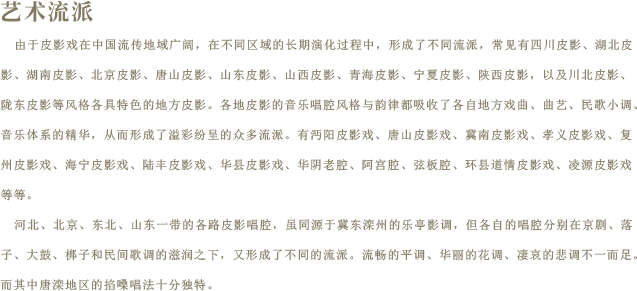 艺术流派
由于皮影戏在中国流传地域广阔，在不同区域的长期演化过程中，形成了不同流派，常见有四川皮影、湖北皮
影、湖南皮影、北京皮影、唐山皮影、山东皮影、山西皮影、青海皮影、宁夏皮影、陕西皮影，以及川北皮影、
陇东皮影等风格各具特色的地方皮影。各地皮影的音乐唱腔风格与韵律都吸收了各自地方戏曲、曲艺、民歌小调、
音乐体系的精华，从而形成了溢彩纷呈的众多流派。有沔阳皮影戏、唐山皮影戏、冀南皮影戏、孝义皮影戏、复
州皮影戏、海宁皮影戏、陆丰皮影戏、华县皮影戏、华阴老腔、阿宫腔、弦板腔、环县道情皮影戏、凌源皮影戏
等等。
河北、北京、东北、山东一带的各路皮影唱腔，虽同源于冀东滦州的乐亭影调，但各自的唱腔分别在京剧、落
子、大鼓、梆子和民间歌调的滋润之下，又形成了不同的流派。流畅的平调、华丽的花调、凄哀的悲调不一而足。
而其中唐滦地区的掐嗓唱法十分独特。